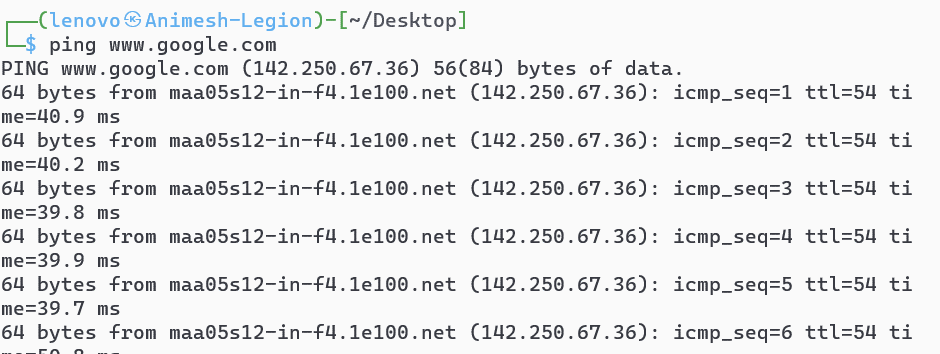 ┌──(lenovo㉿Animesh-Legion)-[~/Desktop]
└─$ ping www.google.com
PING www.google.com (142.250.67.36) 56(84) bytes of data.
64 bytes from maa05s12-in-f4.1e100.net (142.250.67.36): icmp_seq=1 ttl=54 ti
me=40.9 ms
64 bytes from maa05s12-in-f4.1e100.net (142.250.67.36): icmp_seq=2 ttl=54 ti
me=40.2 ms
64 bytes from maa05s12-in-f4.1e100.net (142.250.67.36): icmp_seq=3 ttl=54 ti
me=39.8 ms
64 bytes from maa05s12-in-f4.1e100.net (142.250.67.36): icmp_seq=4 ttl=54 ti
me=39.9 ms
64 bytes from maa05s12-in-f4.1e100.net (142.250.67.36): icmp_seq=5 ttl=54 ti
me=39.7 ms
64 bytes from maa05s12-in-f4.1e100.net (142.250.67.36): icmp_seq=6 ttl=54 ti